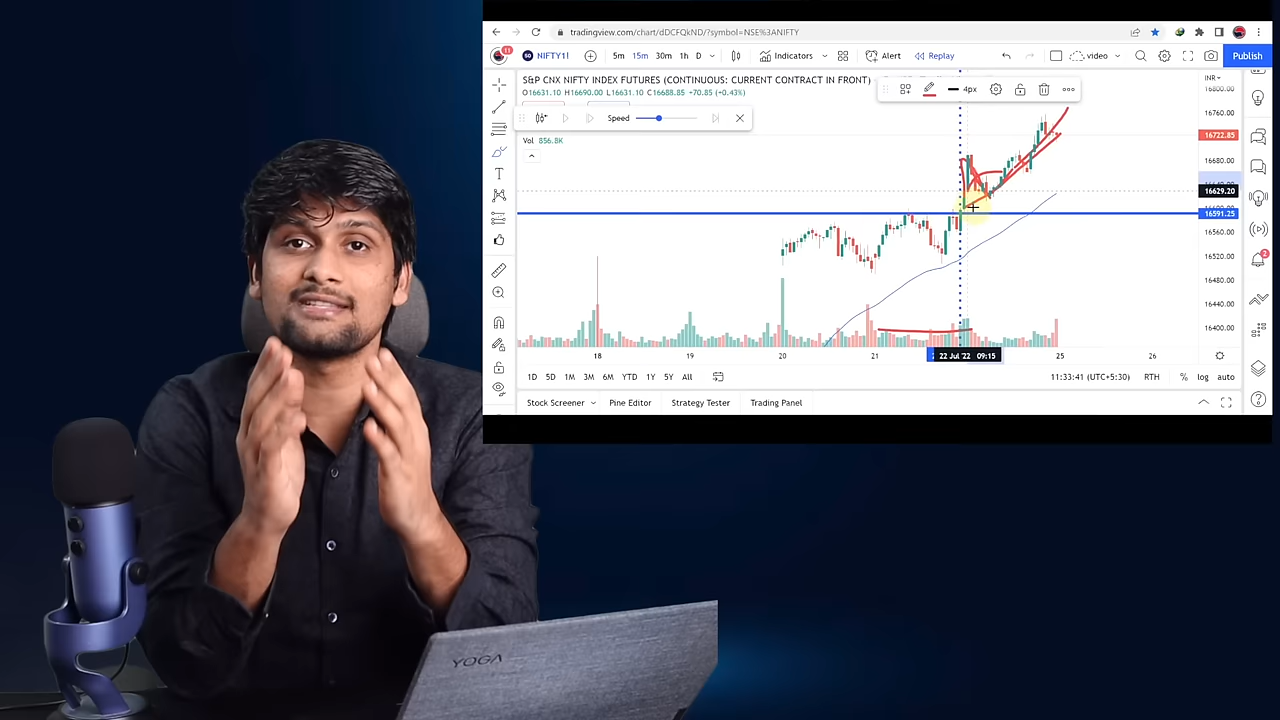 tradingview.com/chart/dDCFQkND/?symbol=NSE%3ANIFTY
11 NIFTY1! 5m 15m 30m 1h D Indicators Alert Replay video Publish
S&P CNX NIFTY INDEX FUTURES (CONTINUOUS: CURRENT CONTRACT IN FRONT)
O16631.10 H16690.00 L16631.10 C16688.85 +70.85 (+0.43%)
4px
INR
16800.00
Speed
16760.00
16722.85
Vol 856.8K
16680.00
16629.20
16591.25
16560.00
16520.00
16480.00
16440.00
16400.00
2
18 19 20 21 22 Jul '22 09:15 25 26
1D 5D 1M 3M 6M YTD 1Y 5Y All 11:33:41 (UTC+5:30) RTH % log auto
Stock Screener Pine Editor Strategy Tester Trading Panel
YOGA